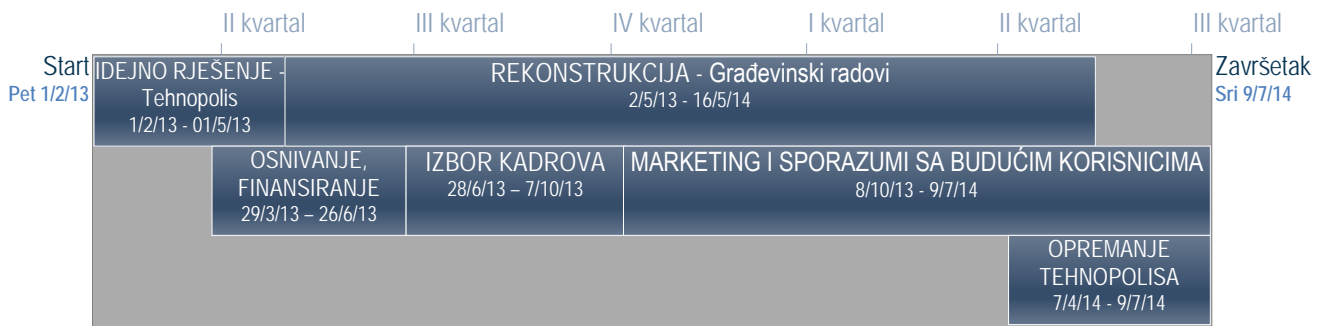 II kvartal
III kvartal
IV kvartal
I kvartal
II kvartal
III kvartal
Start
Pet 1/2/13
IDEJNO RJEŠENJE -
Tehnopolis
1/2/13 - 01/5/13
REKONSTRUKCIJA - Građevinski radovi
2/5/13 - 16/5/14
Završetak
Sri 9/7/14
OSNIVANJE,
FINANSIRANJE
29/3/13 – 26/6/13
IZBOR KADROVA
28/6/13 – 7/10/13
MARKETING I SPORAZUMI SA BUDUĆIM KORISNICIMA
8/10/13 - 9/7/14
OPREMANJE
TEHNOPOLISA
7/4/14 - 9/7/14